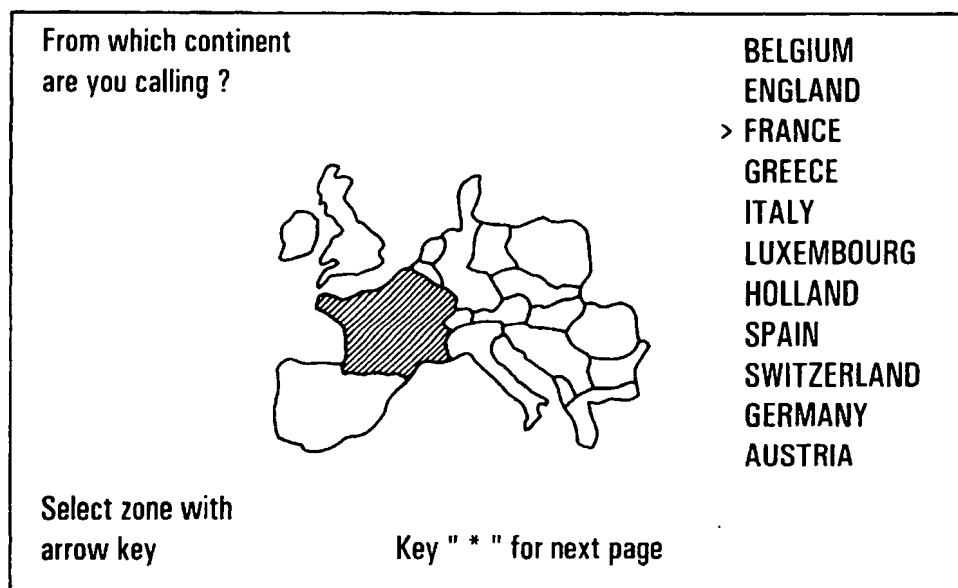 From which continent
are you calling ?
BELGIUM
ENGLAND
> FRANCE
GREECE
ITALY
LUXEMBOURG
HOLLAND
SPAIN
SWITZERLAND
GERMANY
AUSTRIA
Select zone with
arrow key
Key " * " for next page